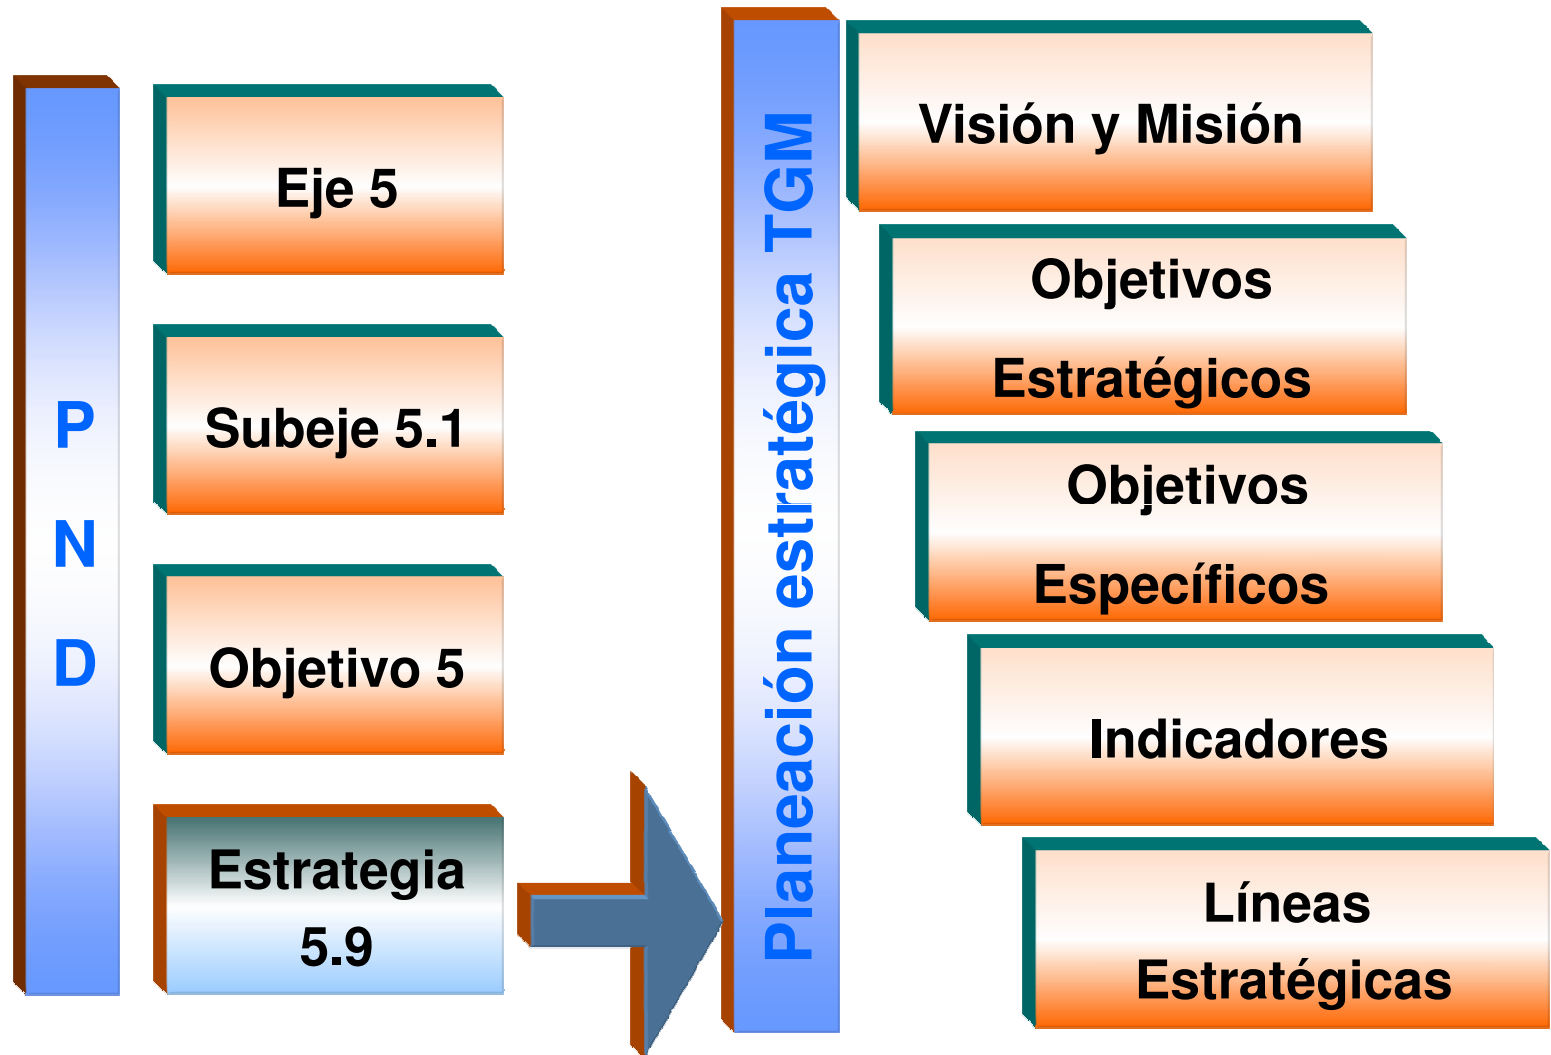 P
N
D
Eje 5
Subeje 5.1
Objetivo 5
Estrategia
5.9
Planeación estratégica TGM
Visión y Misión
Objetivos
Estratégicos
Objetivos
Específicos
Indicadores
Líneas
Estratégicas